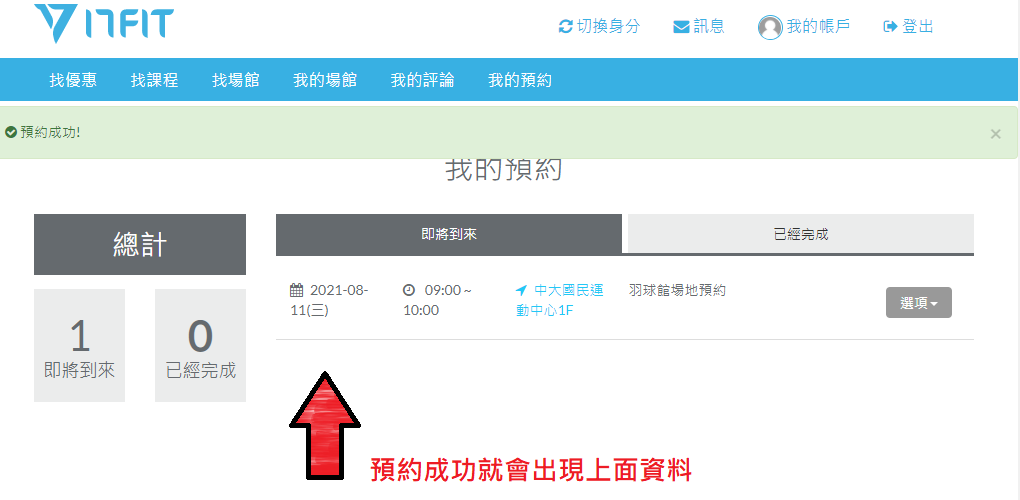 17FIT
切換身分 訊息 我的帳戶 登出
找優惠 找課程 找場館 我的場館 我的評論 我的預約
預約成功! ×
我的預約
總計
即將到來 已經完成
2021-08-11(三) 09:00 ~ 10:00 中大國民運動中心1F 羽球館場地預約 選項
1 0
即將到來 已經完成
預約成功就會出現上面資料